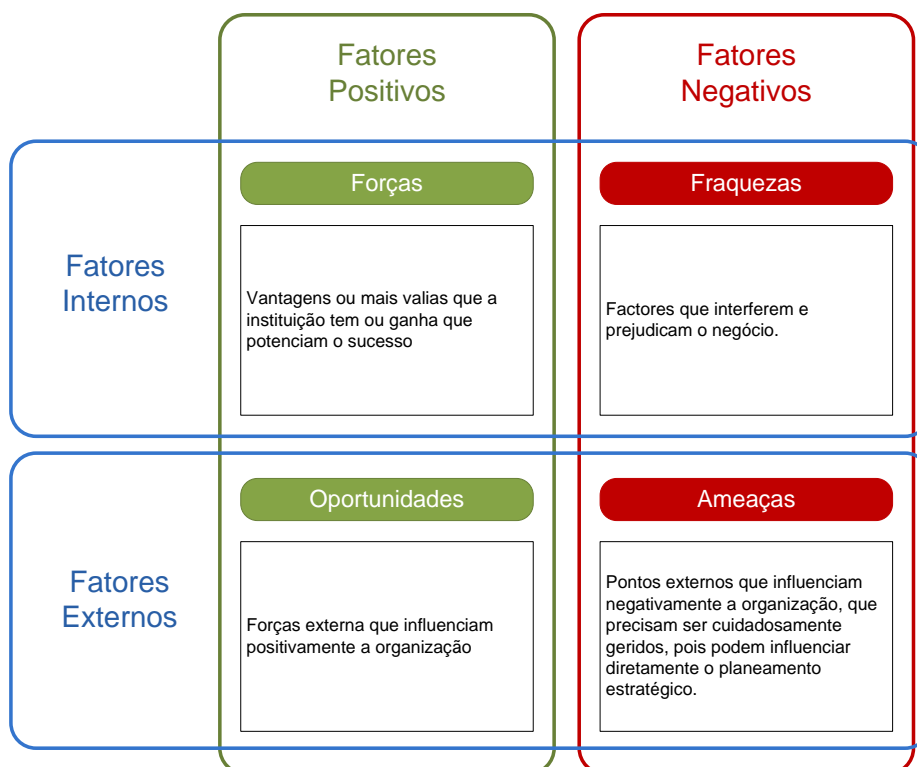 Fatores
Positivos
Fatores
Negativos
Fatores
Internos
Forças
Vantagens ou mais valias que a
instituição tem ou ganha que
potenciam o sucesso
Fraquezas
Factores que interferem e
prejudicam o negócio.
Fatores
Externos
Oportunidades
Forças externa que influenciam
positivamente a organização
Ameaças
Pontos externos que influenciam
negativamente a organização, que
precisam ser cuidadosamente
geridos, pois podem influenciar
diretamente o planeamento
estratégico.